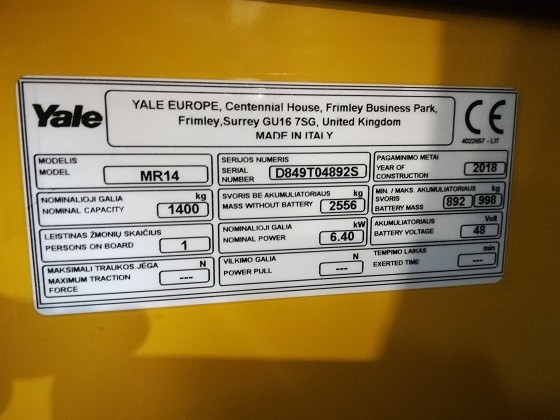 Yale
YALE EUROPE, Centennial House, Frimley Business Park,
Frimley,Surrey GU16 7SG, United Kingdom
MADE IN ITALY
CE
4022657 - LIT
MODELIS
MODEL
MR14
SERIJOS NUMERIS
SERIAL
NUMBER
D849T04892S
PAGAMINIMO METAI
YEAR OF
CONSTRUCTION
2018
NOMINALIOJI GALIA
NOMINAL CAPACITY
kg
1400
SVORIS BE AKUMULIATORIAUS
MASS WITHOUT BATTERY
kg
2556
MIN. / MAKS. AKUMULIATORIAUS
SVORIS
BATTERY MASS
kg
892
998
LEISTINAS ŽMONIŲ SKAIČIUS
PERSONS ON BOARD
1
NOMINALIOJI GALIA
NOMINAL POWER
kW
6.40
AKUMULIATORIAUS
BATTERY VOLTAGE
Volt
48
MAKSIMALI TRAUKOS JĖGA
MAXIMUM TRACTION
FORCE
N
---
VILKIMO GALIA
POWER PULL
N
---
TEMPIMO LAIKAS
EXERTED TIME
min
---